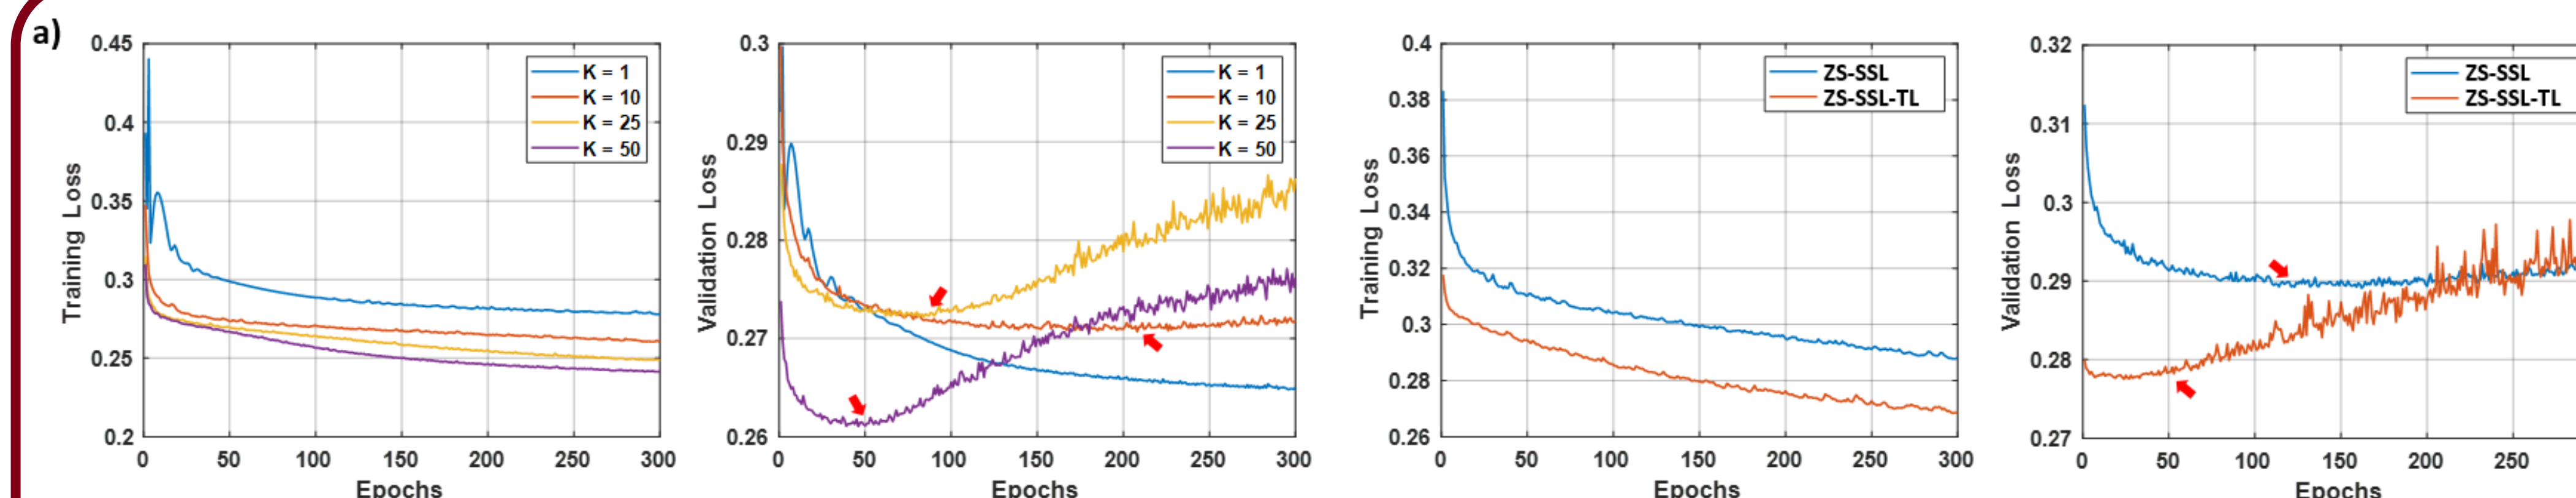 a)
Training Loss
0.45
0.4
0.35
0.3
0.25
0.2
K = 1
K = 10
K = 25
K = 50
0 50 100 150 200 250 300
Epochs
Validation Loss
0.3
0.29
0.28
0.27
0.26
K = 1
K = 10
K = 25
K = 50
0 50 100 150 200 250 300
Epochs
Training Loss
0.4
0.38
0.36
0.34
0.32
0.3
0.28
0.26
ZS-SSL
ZS-SSL-TL
0 50 100 150 200 250 300
Epochs
Validation Loss
0.32
0.31
0.3
0.29
0.28
0.27
ZS-SSL
ZS-SSL-TL
0 50 100 150 200 250
Epochs